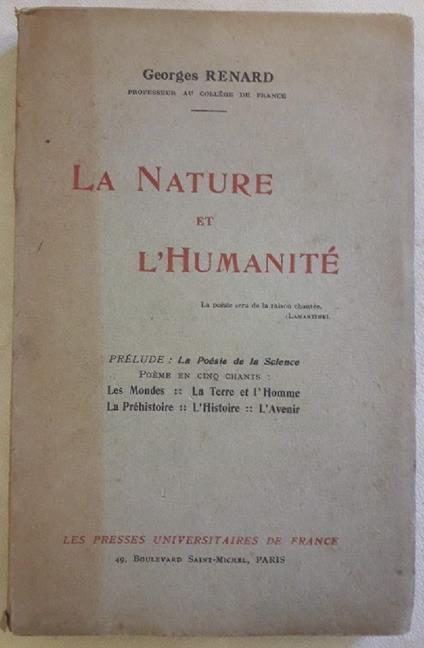 Georges RENARD
PROFESSEUR AU COLLÈGE DE FRANCE
LA NATURE
ET
L'HUMANITÉ
La poésie sera de la raison chantée.
(LAMARTINE).
PRÉLUDE : La Poésie de la Science
POÈME EN CINQ CHANTS :
Les Mondes :: La Terre et l'Homme
La Préhistoire :: L'Histoire :: L'Avenir
LES PRESSES UNIVERSITAIRES DE FRANCE
49, BOULEVARD SAINT-MICHEL, PARIS